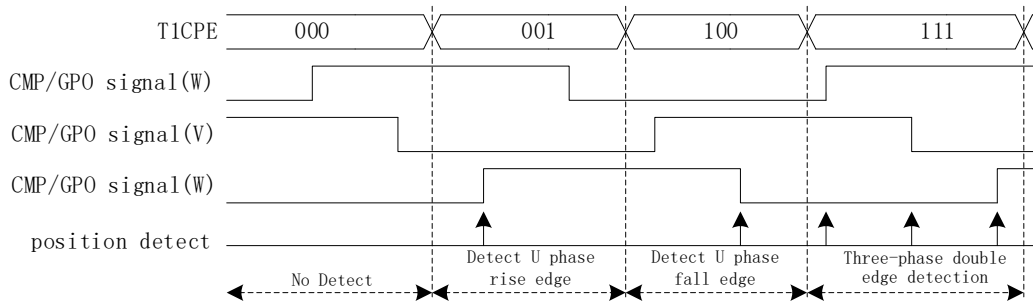 T1CPE 000 001 100 111
CMP/GPO signal(W)
CMP/GPO signal(V)
CMP/GPO signal(W)
position detect
No Detect
Detect U phase
rise edge
Detect U phase
fall edge
Three-phase double
edge detection